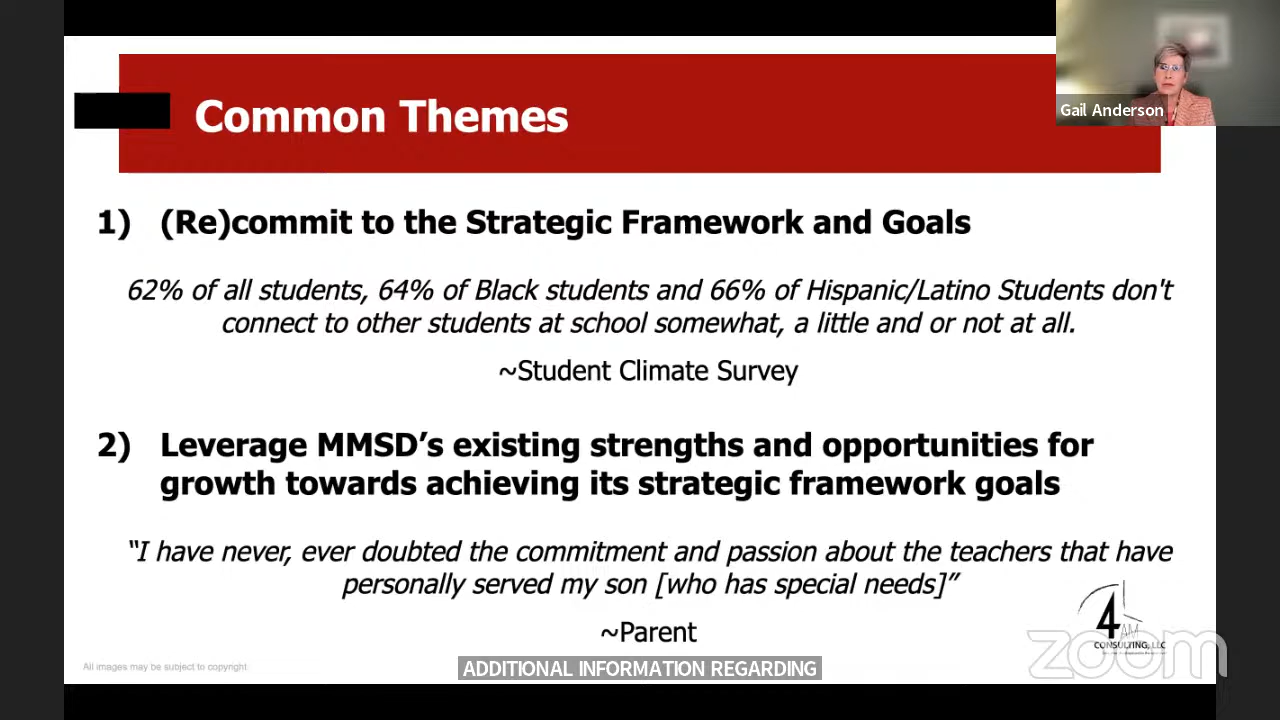 Common Themes
Gail Anderson
1) (Re)commit to the Strategic Framework and Goals
62% of all students, 64% of Black students and 66% of Hispanic/Latino Students don't
connect to other students at school somewhat, a little and or not at all.
~Student Climate Survey
2) Leverage MMSD’s existing strengths and opportunities for
growth towards achieving its strategic framework goals
“I have never, ever doubted the commitment and passion about the teachers that have
personally served my son [who has special needs]”
~Parent
4
AM
CONSULTING, LLC
zoom
All images may be subject to copyright
ADDITIONAL INFORMATION REGARDING